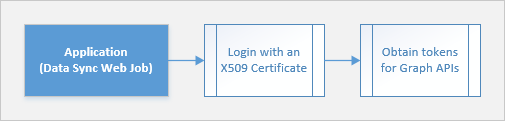 Application
(Data Sync Web Job)
Login with an
X509 Certificate
Obtain tokens
for Graph APIs